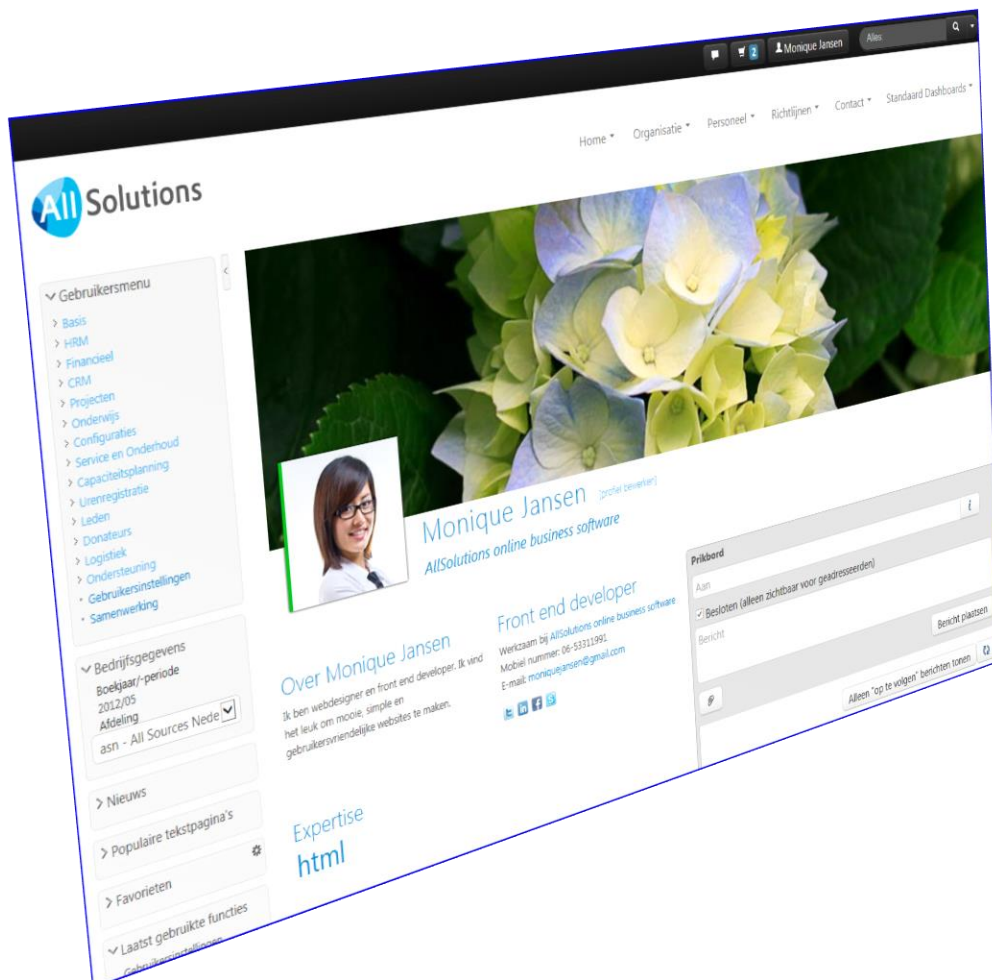 2 Monique Jansen Alles
Home Organisatie Personeel Richtlijnen Contact Standaard Dashboards
All Solutions
Gebruikersmenu
Basis
HRM
Financieel
CRM
Projecten
Onderwijs
Configuraties
Service en Onderhoud
Capaciteitsplanning
Urenregistratie
Leden
Donateurs
Logistiek
Ondersteuning
Gebruikersinstellingen
Samenwerking
Bedrijfsgegevens
Boekjaar/-periode
2012/05
Afdeling
asn - All Sources Nede
Nieuws
Populaire tekstpagina's
Favorieten
Laatst gebruikte functies
Gebruikersinstellingen
Monique Jansen [profiel bewerken]
AllSolutions online business software
Over Monique Jansen
Ik ben webdesigner en front end developer. Ik vind
het leuk om mooie, simple en
gebruikersvriendelijke websites te maken.
Front end developer
Werkzaam bij AllSolutions online business software
Mobiel nummer: 06-53311991
E-mail: moniquejansen@gmail.com
Expertise
html
Prikbord
Aan
Besloten (alleen zichtbaar voor geadresseerden)
Bericht
Bericht plaatsen
Alleen "op te volgen" berichten tonen